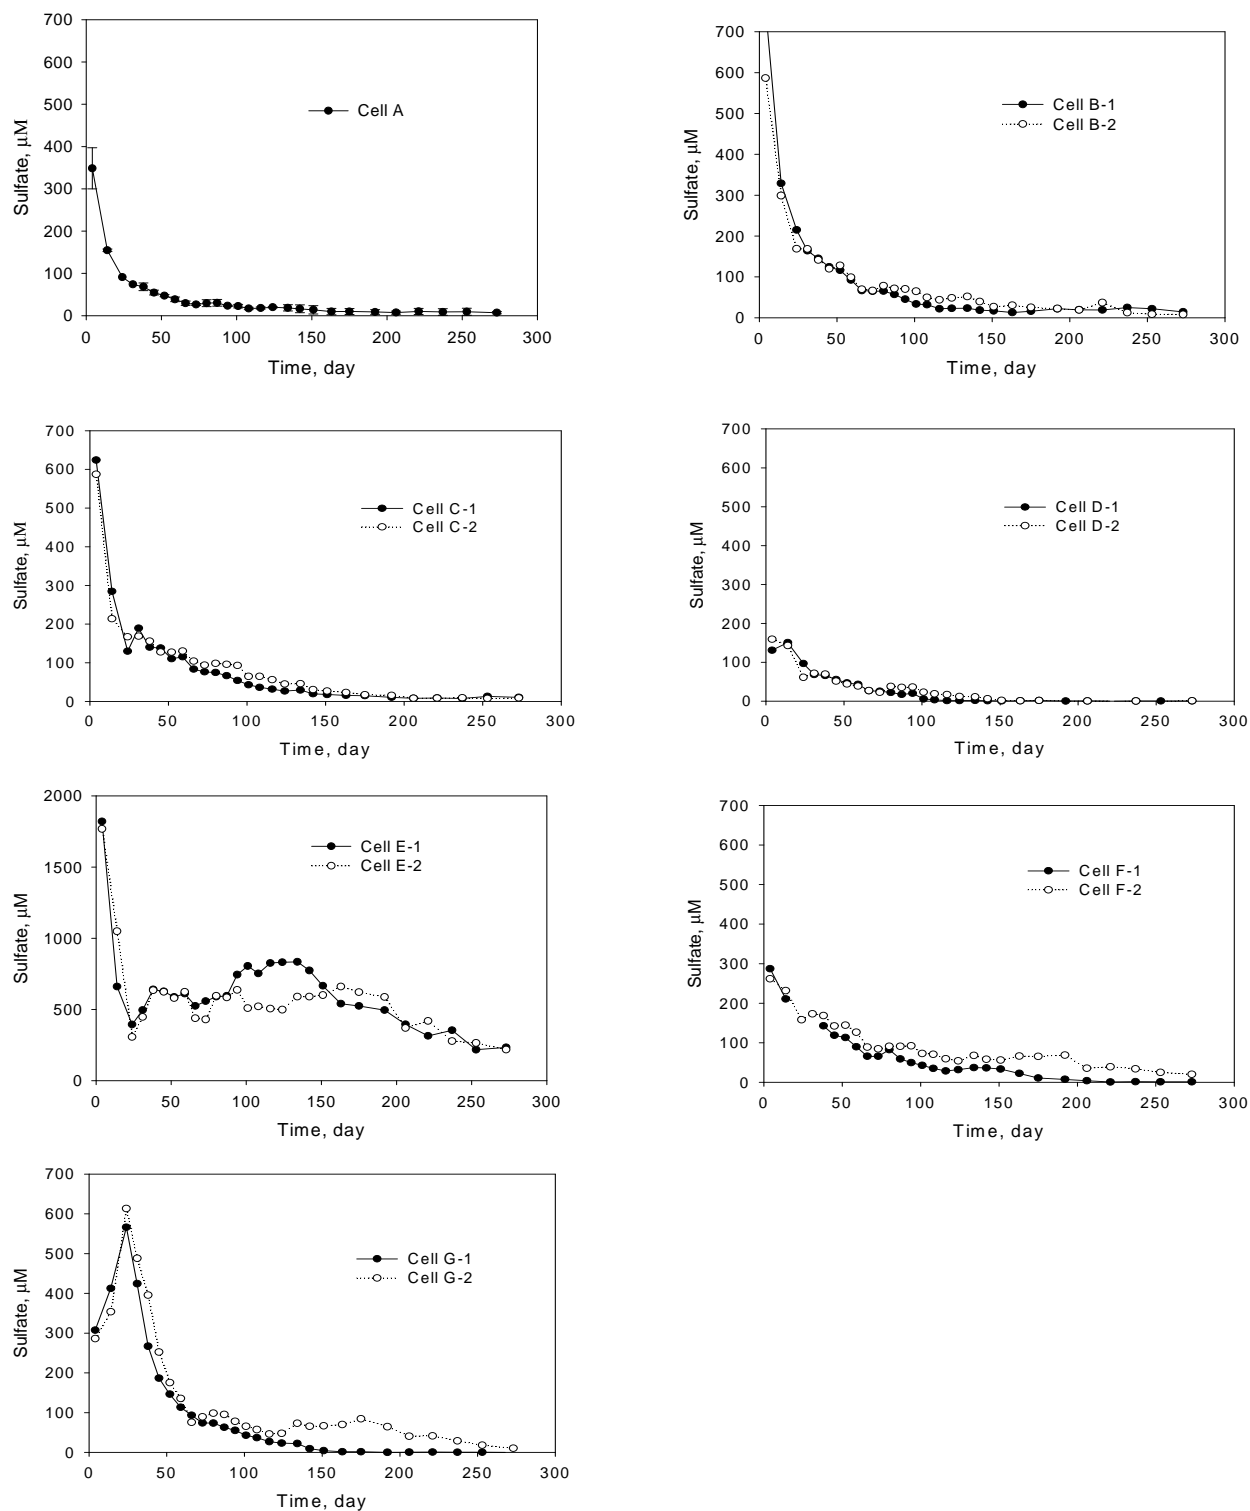 700
600
500
400
300
200
100
0
Sulfate, μM
Cell A
0 50 100 150 200 250 300
Time, day
700
600
500
400
300
200
100
0
Sulfate, μM
Cell B-1
Cell B-2
0 50 100 150 200 250 300
Time, day
700
600
500
400
300
200
100
0
Sulfate, μM
Cell C-1
Cell C-2
0 50 100 150 200 250 300
Time, day
700
600
500
400
300
200
100
0
Sulfate, μM
Cell D-1
Cell D-2
0 50 100 150 200 250 300
Time, day
2000
1500
1000
500
0
Sulfate, μM
Cell E-1
Cell E-2
0 50 100 150 200 250 300
Time, day
700
600
500
400
300
200
100
0
Sulfate, μM
Cell F-1
Cell F-2
0 50 100 150 200 250 300
Time, day
700
600
500
400
300
200
100
0
Sulfate, μM
Cell G-1
Cell G-2
0 50 100 150 200 250 300
Time, day